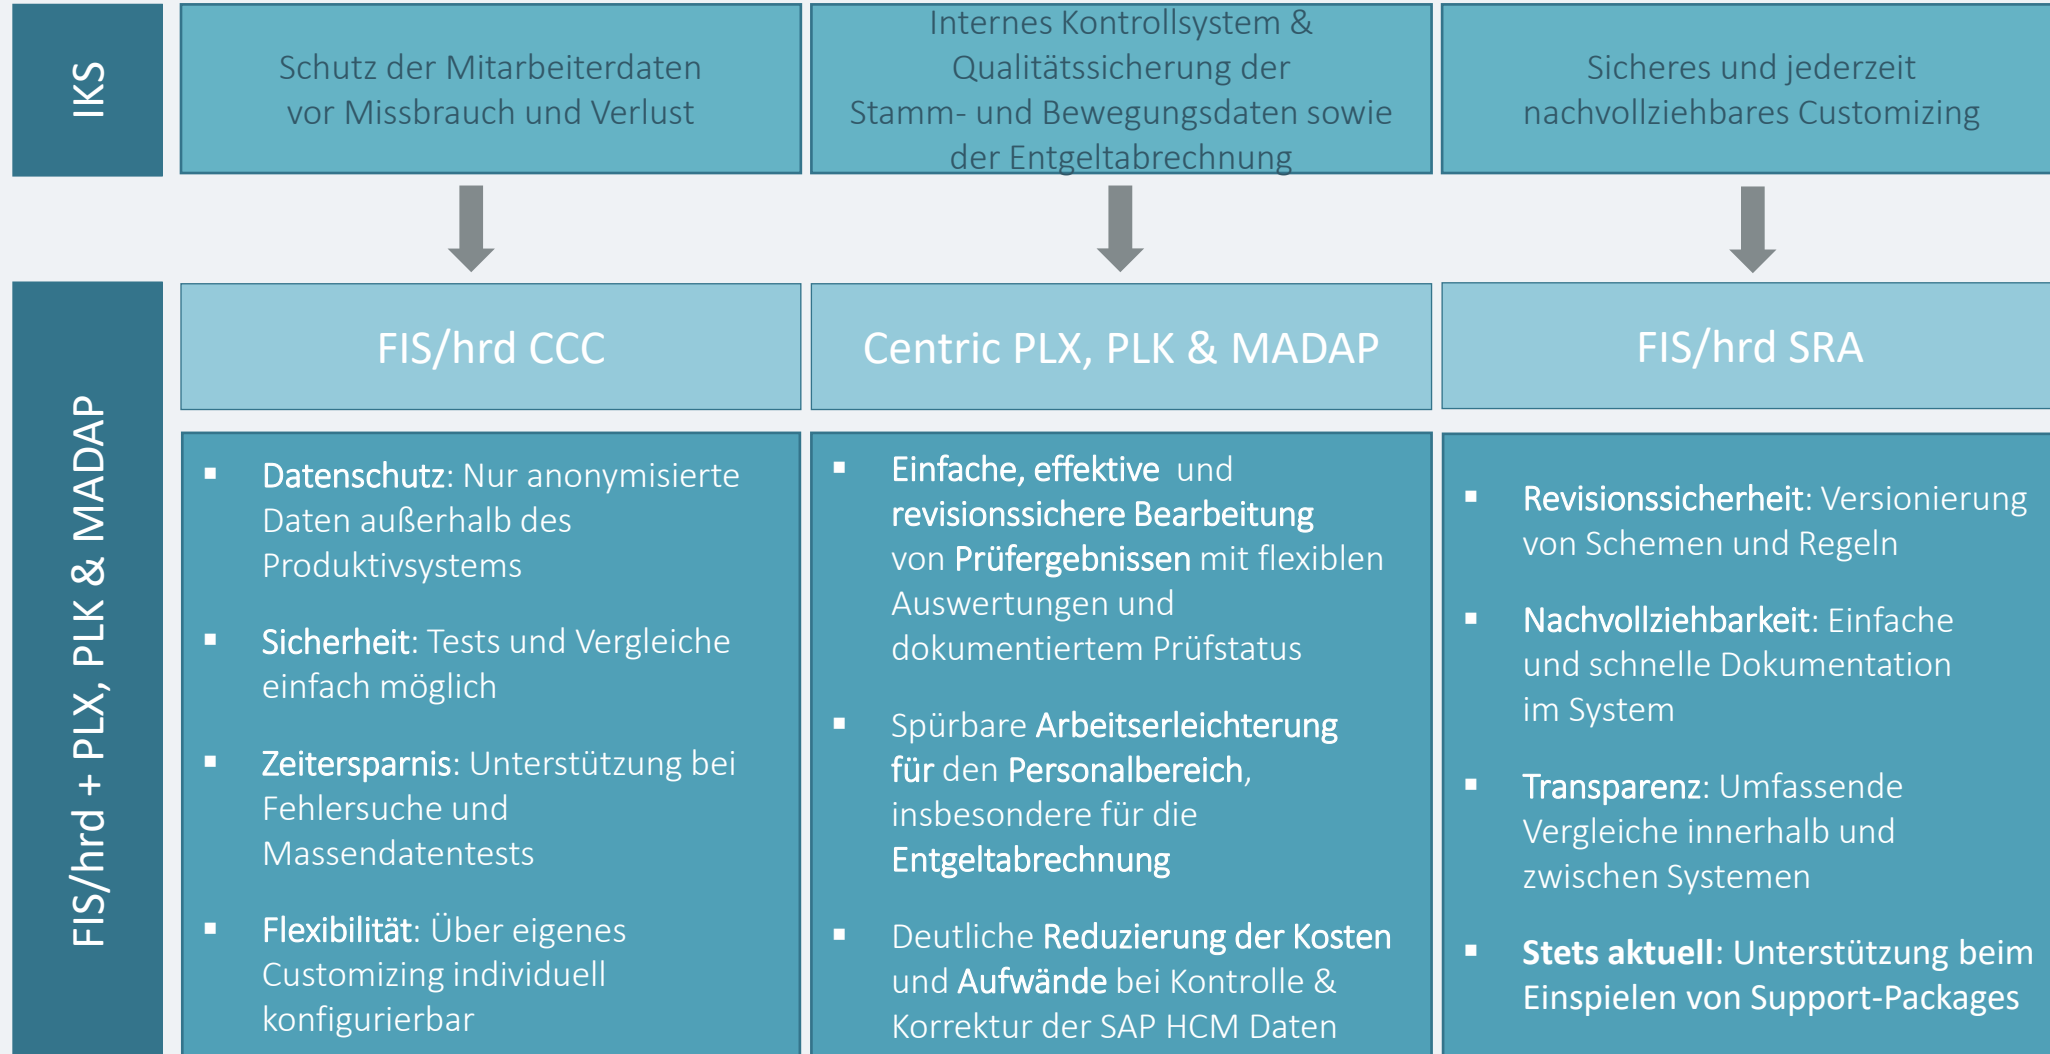 IKS
Schutz der Mitarbeiterdaten
vor Missbrauch und Verlust
Internes Kontrollsystem &
Qualitätssicherung der
Stamm- und Bewegungsdaten sowie
der Entgeltabrechnung
Sicheres und jederzeit
nachvollziehbares Customizing
FIS/hrd + PLX, PLK & MADAP
FIS/hrd CCC
▪ Datenschutz: Nur anonymisierte
Daten außerhalb des
Produktivsystems
▪ Sicherheit: Tests und Vergleiche
einfach möglich
▪ Zeitersparnis: Unterstützung bei
Fehlersuche und
Massendatentests
▪ Flexibilität: Über eigenes
Customizing individuell
konfigurierbar
Centric PLX, PLK & MADAP
▪ Einfache, effektive und
revisionssichere Bearbeitung
von Prüfergebnissen mit flexiblen
Auswertungen und
dokumentiertem Prüfstatus
▪ Spürbare Arbeitserleichterung
für den Personalbereich,
insbesondere für die
Entgeltabrechnung
▪ Deutliche Reduzierung der Kosten
und Aufwände bei Kontrolle &
Korrektur der SAP HCM Daten
FIS/hrd SRA
▪ Revisionssicherheit: Versionierung
von Schemen und Regeln
▪ Nachvollziehbarkeit: Einfache
und schnelle Dokumentation
im System
▪ Transparenz: Umfassende
Vergleiche innerhalb und
zwischen Systemen
▪ Stets aktuell: Unterstützung beim
Einspielen von Support-Packages